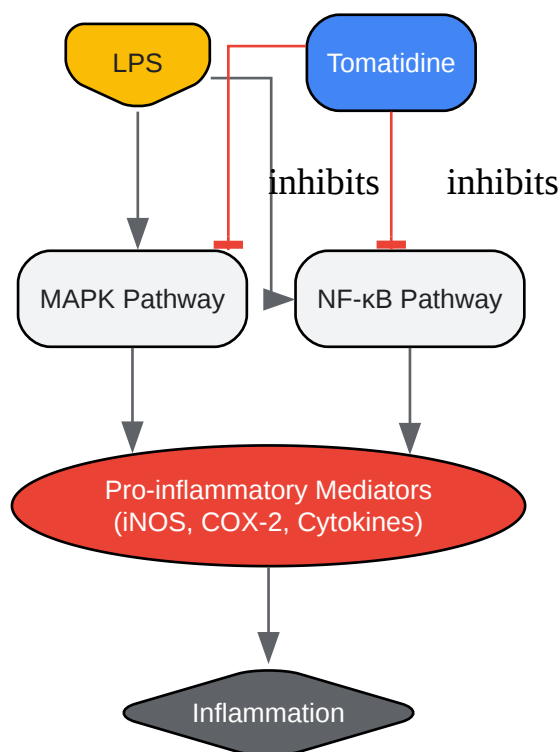 LPS
Tomatidine
inhibits
inhibits
MAPK Pathway
NF-κB Pathway
Pro-inflammatory Mediators
(iNOS, COX-2, Cytokines)
Inflammation